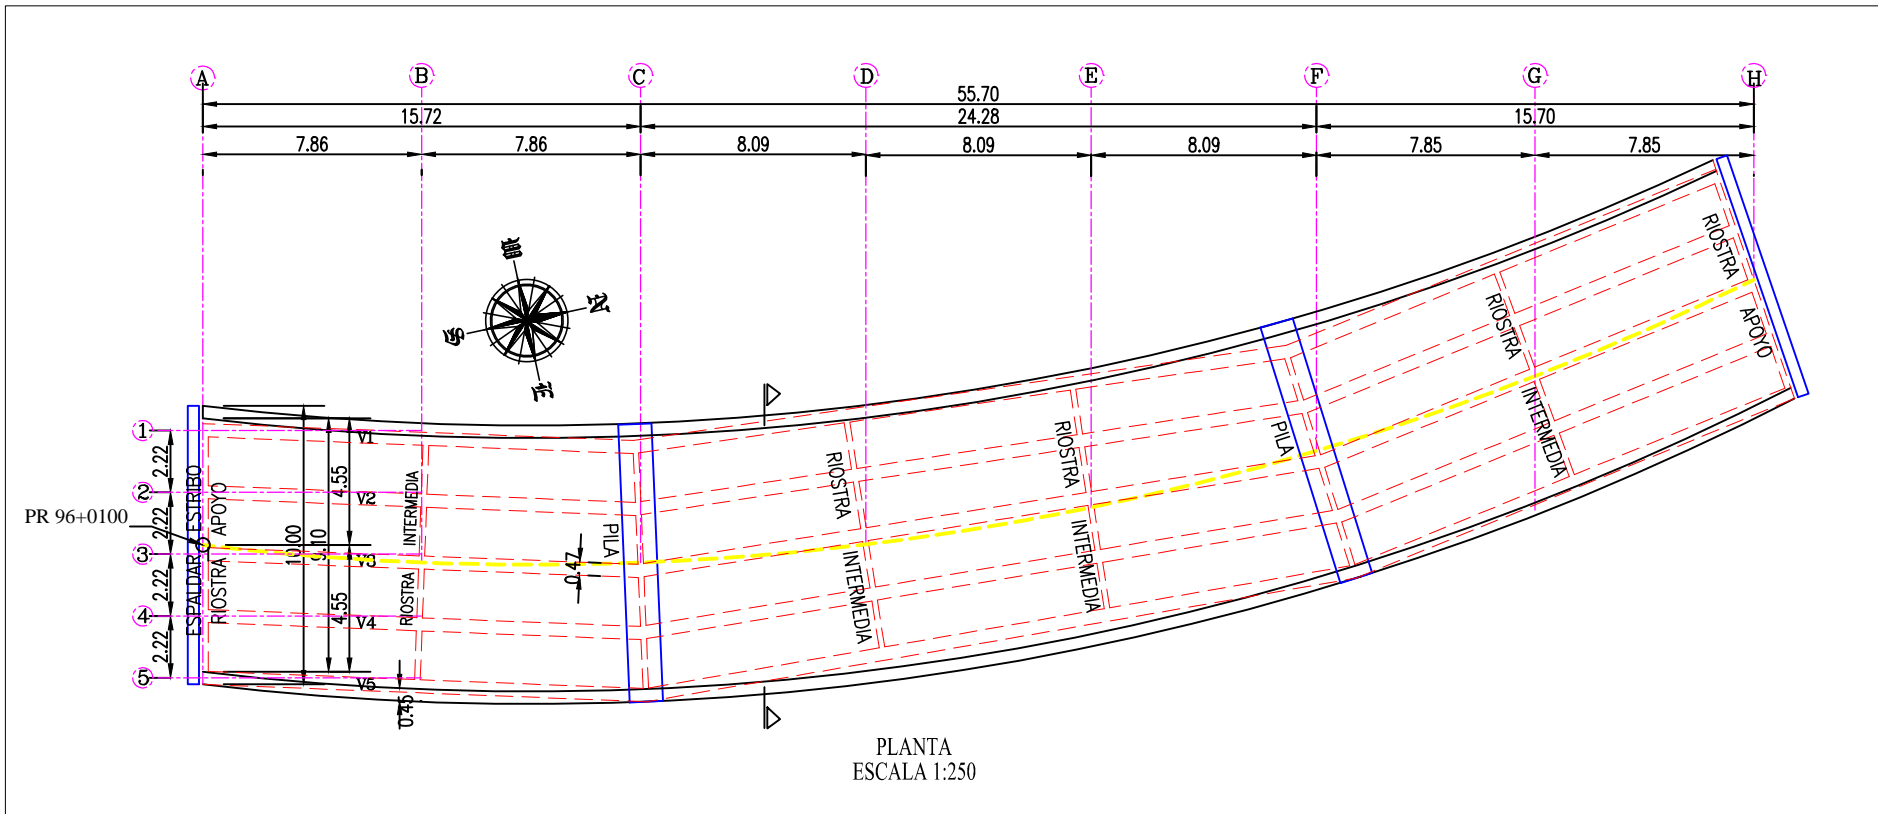 A B C D E F G H
55.70
15.72 24.28 15.70
7.86 7.86 8.09 8.09 8.09 7.85 7.85
N
S
1
2
3
4
5
2.22
2.22
2.22
2.22
PR 96+0100
ESPALDAR ESTRIBO
RIOSTRA APOYO
10.00
9.10
4.55
4.55
V1
V2
V3
V4
V5
0.45
RIOSTRA INTERMEDIA
0.47
PILA
RIOSTRA INTERMEDIA
RIOSTRA INTERMEDIA
PILA
RIOSTRA INTERMEDIA
RIOSTRA APOYO
PLANTA
ESCALA 1:250